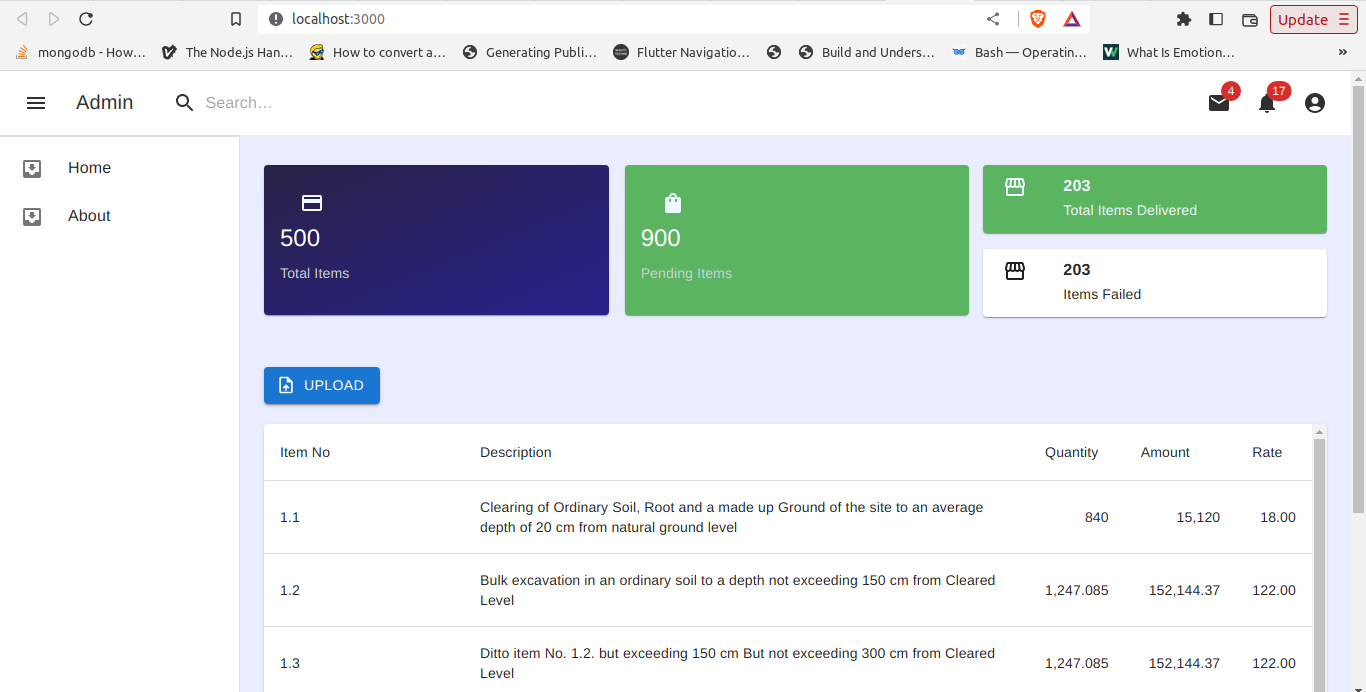 localhost:3000
Update
mongodb - How...
The Node.js Han...
How to convert a...
Generating Publi...
Flutter Navigatio...
Build and Unders...
Bash — Operatin...
What Is Emotion...
»
Admin
Search…
4
17
Home
About
500
Total Items
900
Pending Items
203
Total Items Delivered
203
Items Failed
UPLOAD
Item No Description Quantity Amount Rate
1.1 Clearing of Ordinary Soil, Root and a made up Ground of the site to an average 840 15,120 18.00
depth of 20 cm from natural ground level
1.2 Bulk excavation in an ordinary soil to a depth not exceeding 150 cm from Cleared 1,247.085 152,144.37 122.00
Level
1.3 Ditto item No. 1.2. but exceeding 150 cm But not exceeding 300 cm from Cleared 1,247.085 152,144.37 122.00
Level